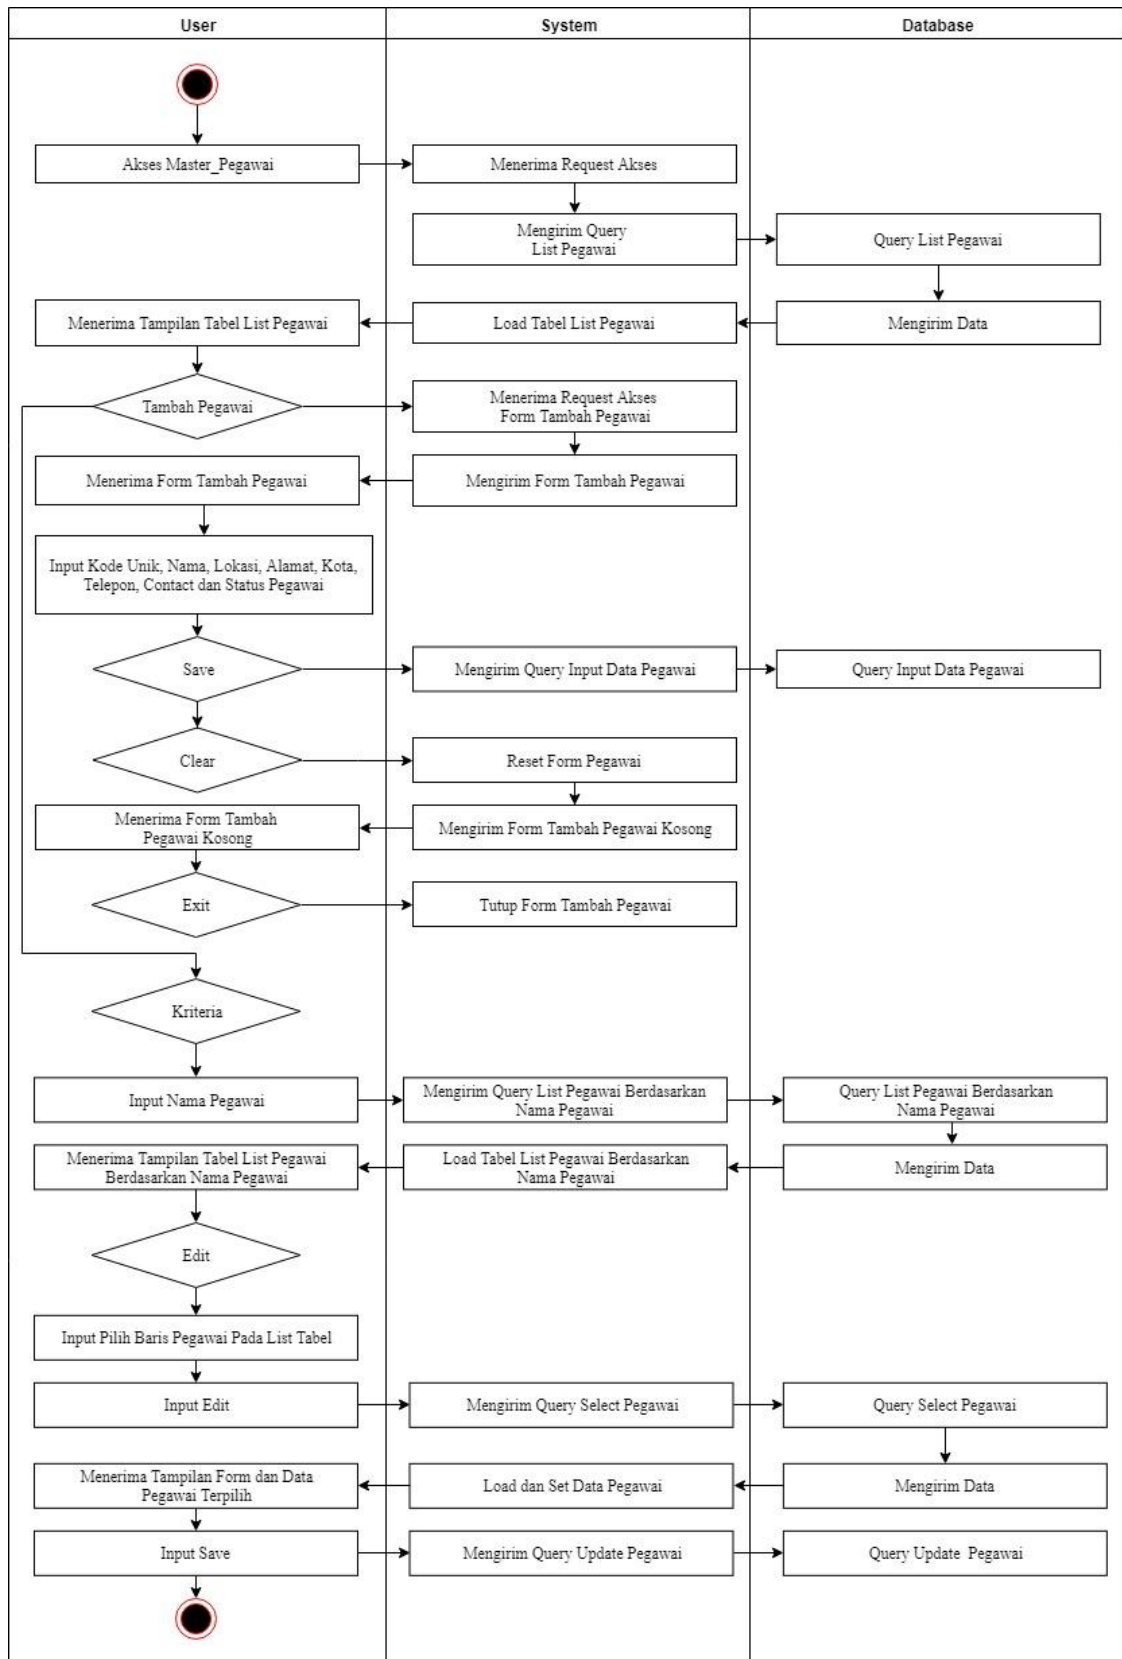 User
System
Database
Akses Master_Pegawai
Menerima Request Akses
Mengirim Query
List Pegawai
Query List Pegawai
Menerima Tampilan Tabel List Pegawai
Load Tabel List Pegawai
Mengirim Data
Tambah Pegawai
Menerima Request Akses
Form Tambah Pegawai
Menerima Form Tambah Pegawai
Mengirim Form Tambah Pegawai
Input Kode Unik, Nama, Lokasi, Alamat, Kota,
Telepon, Contact dan Status Pegawai
Save
Mengirim Query Input Data Pegawai
Query Input Data Pegawai
Clear
Reset Form Pegawai
Menerima Form Tambah
Pegawai Kosong
Mengirim Form Tambah Pegawai Kosong
Exit
Tutup Form Tambah Pegawai
Kriteria
Input Nama Pegawai
Mengirim Query List Pegawai Berdasarkan
Nama Pegawai
Query List Pegawai Berdasarkan
Nama Pegawai
Menerima Tampilan Tabel List Pegawai
Berdasarkan Nama Pegawai
Load Tabel List Pegawai Berdasarkan
Nama Pegawai
Mengirim Data
Edit
Input Pilih Baris Pegawai Pada List Tabel
Input Edit
Mengirim Query Select Pegawai
Query Select Pegawai
Menerima Tampilan Form dan Data
Pegawai Terpilih
Load dan Set Data Pegawai
Mengirim Data
Input Save
Mengirim Query Update Pegawai
Query Update Pegawai